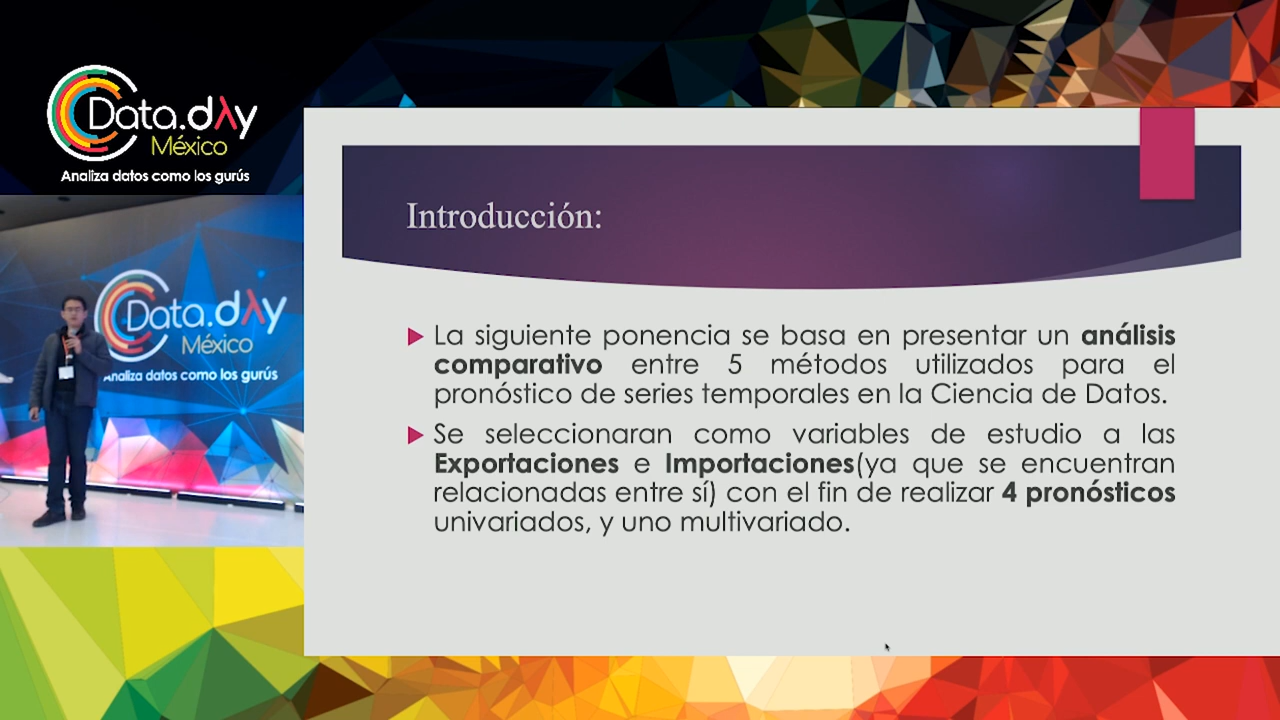 Data.dλy
México
Analiza datos como los gurús
Data.dλy
México
Analiza datos como los gurús
Introducción:
La siguiente ponencia se basa en presentar un análisis
comparativo entre 5 métodos utilizados para el
pronóstico de series temporales en la Ciencia de Datos.
Se seleccionaran como variables de estudio a las
Exportaciones e Importaciones(ya que se encuentran
relacionadas entre sí) con el fin de realizar 4 pronósticos
univariados, y uno multivariado.